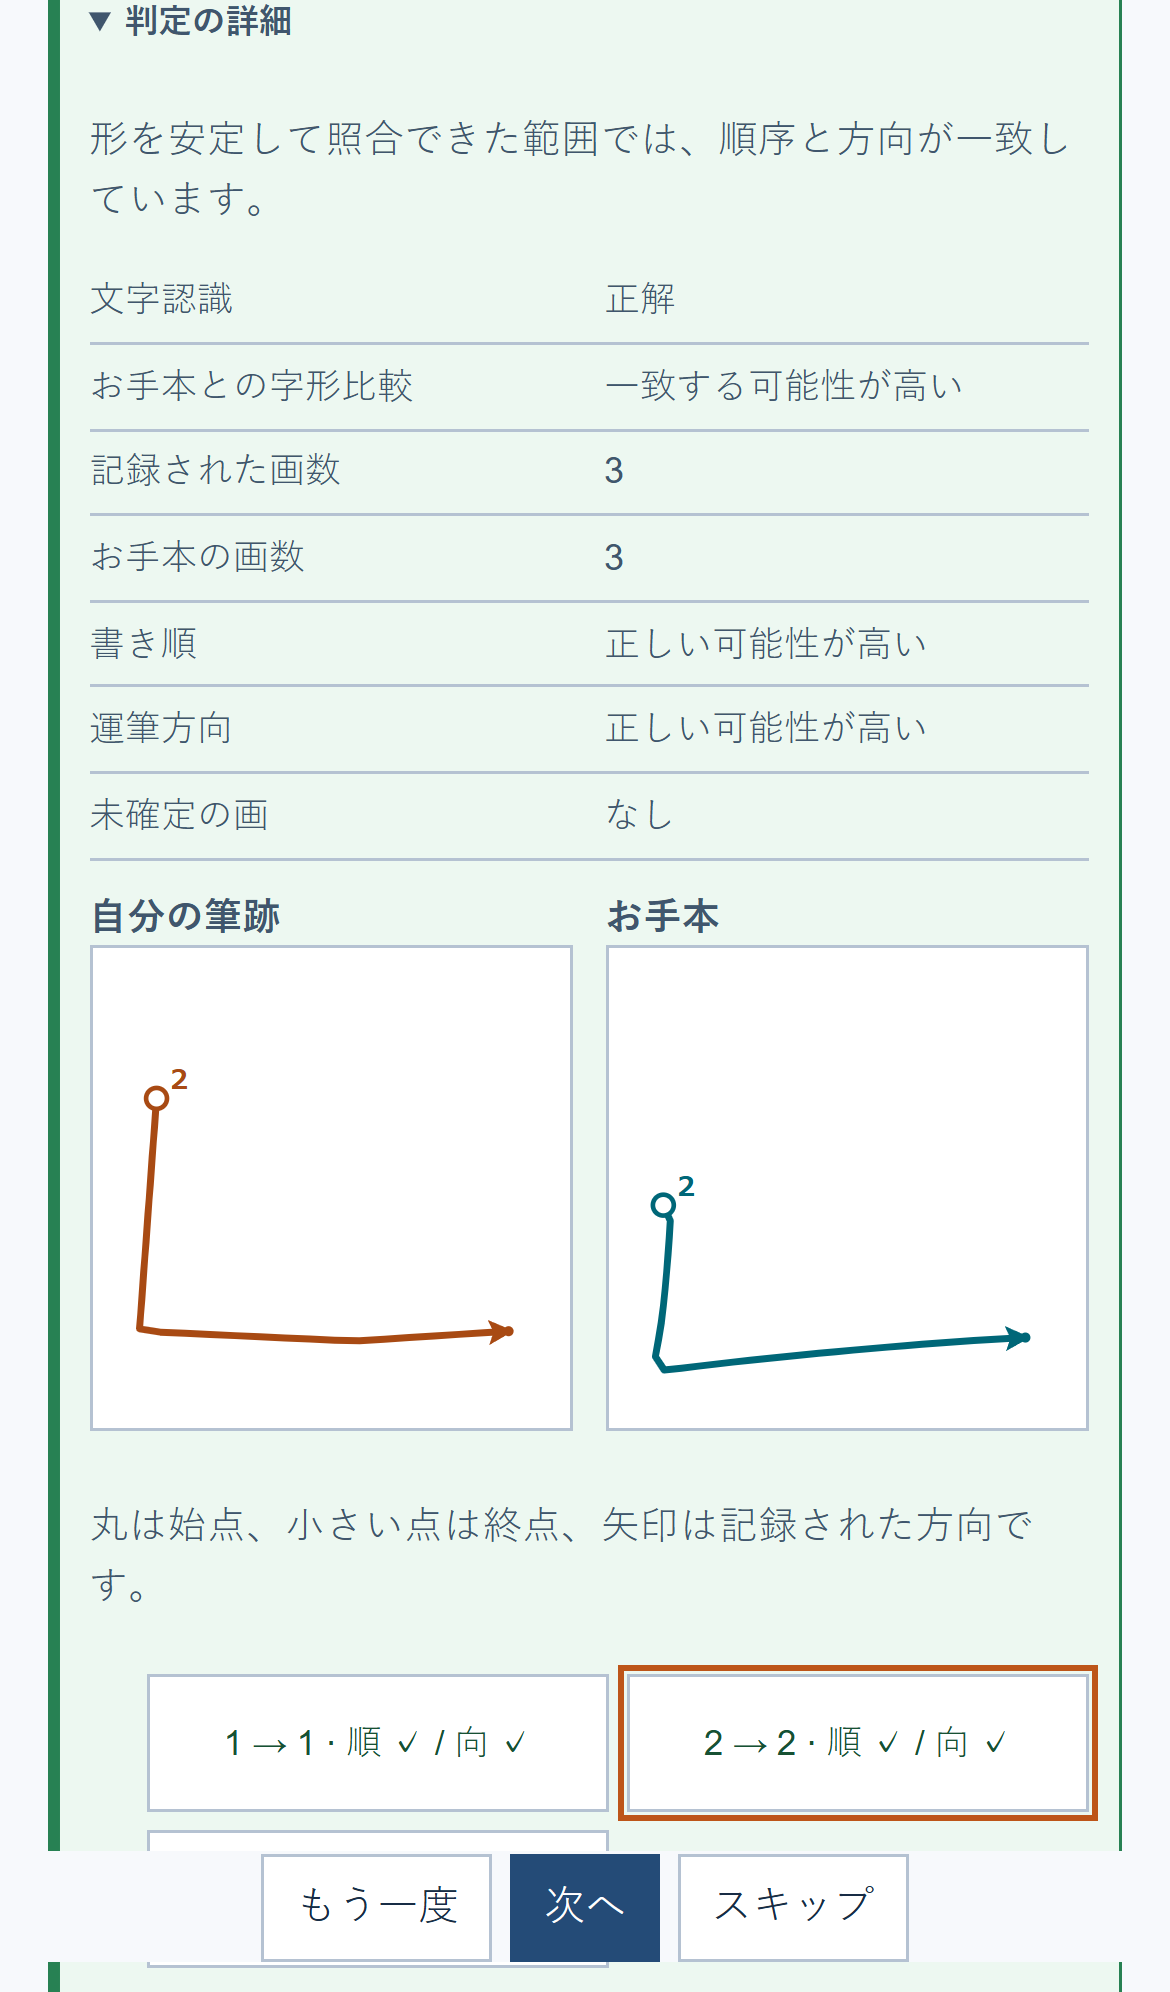 ▼ 判定の詳細
形を安定して照合できた範囲では、順序と方向が一致し
ています。
文字認識 正解
お手本との字形比較 一致する可能性が高い
記録された画数 3
お手本の画数 3
書き順 正しい可能性が高い
運筆方向 正しい可能性が高い
未確定の画 なし
自分の筆跡 お手本
2
2
丸は始点、小さい点は終点、矢印は記録された方向で
す。
1 → 1 · 順 ✓ / 向 ✓
2 → 2 · 順 ✓ / 向 ✓
もう一度 次へ スキップ